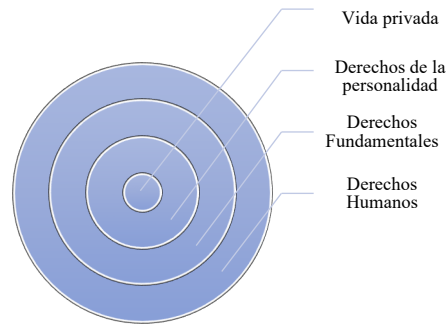 Vida privada
Derechos de la
personalidad
Derechos
Fundamentales
Derechos
Humanos